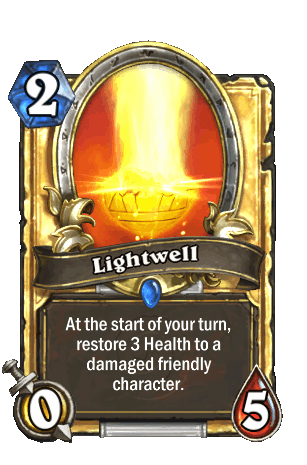 2
Lightwell
At the start of your turn,
restore 3 Health to a
damaged friendly
character.
0
5